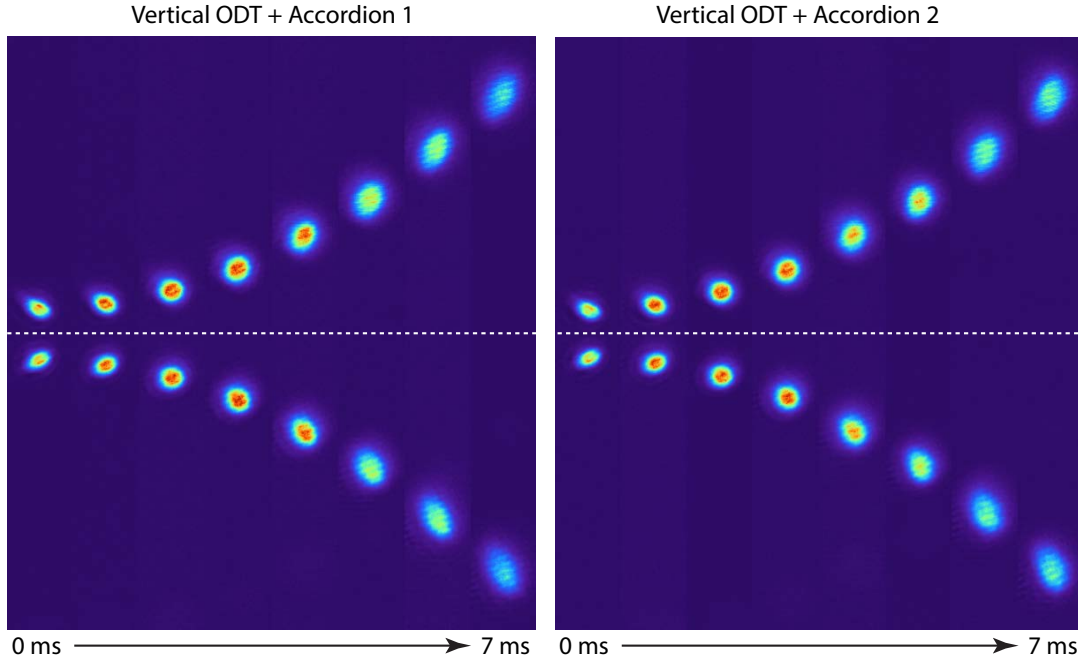 Vertical ODT + Accordion 1
Vertical ODT + Accordion 2
0 ms 7 ms
0 ms 7 ms